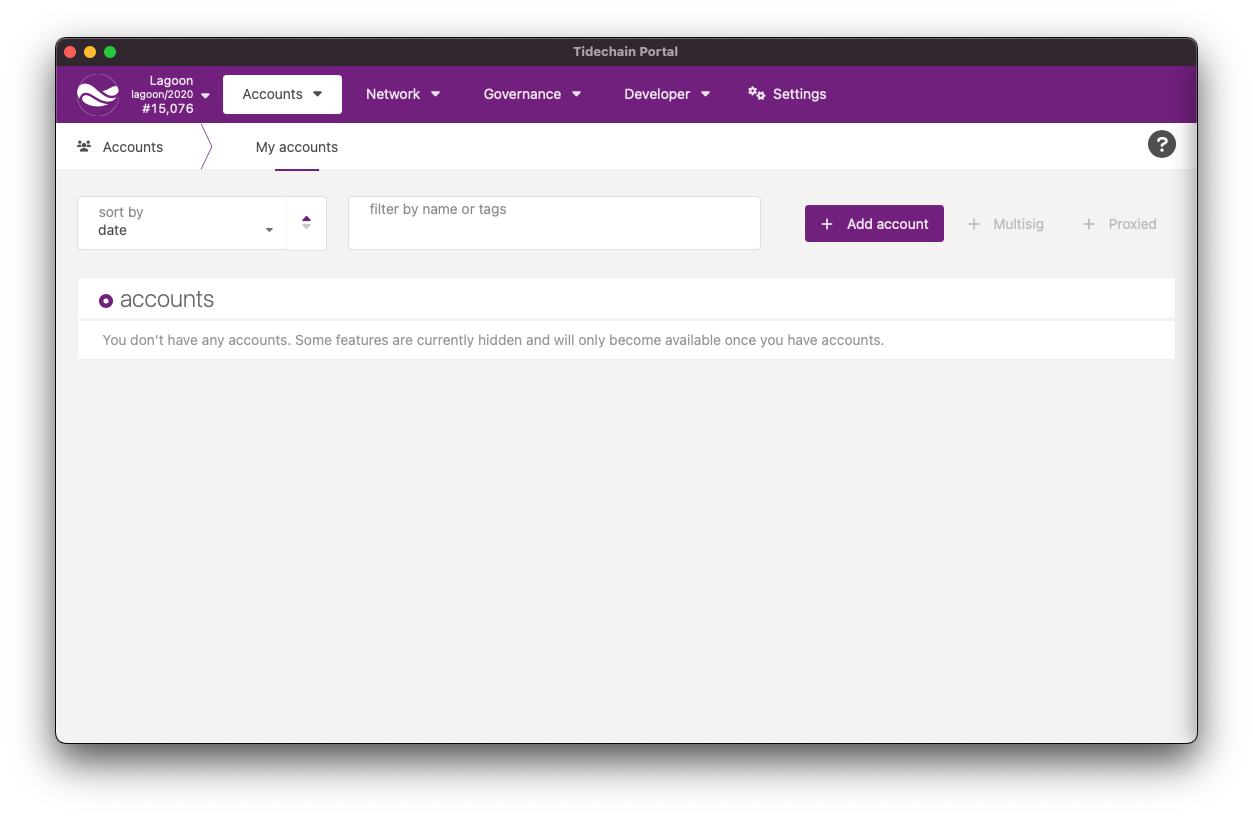 Tidechain Portal
Lagoon
lagoon/2020
#15,076
Accounts
Network
Governance
Developer
Settings
Accounts
My accounts
?
sort by
date
filter by name or tags
+ Add account
+ Multisig
+ Proxied
accounts
You don't have any accounts. Some features are currently hidden and will only become available once you have accounts.